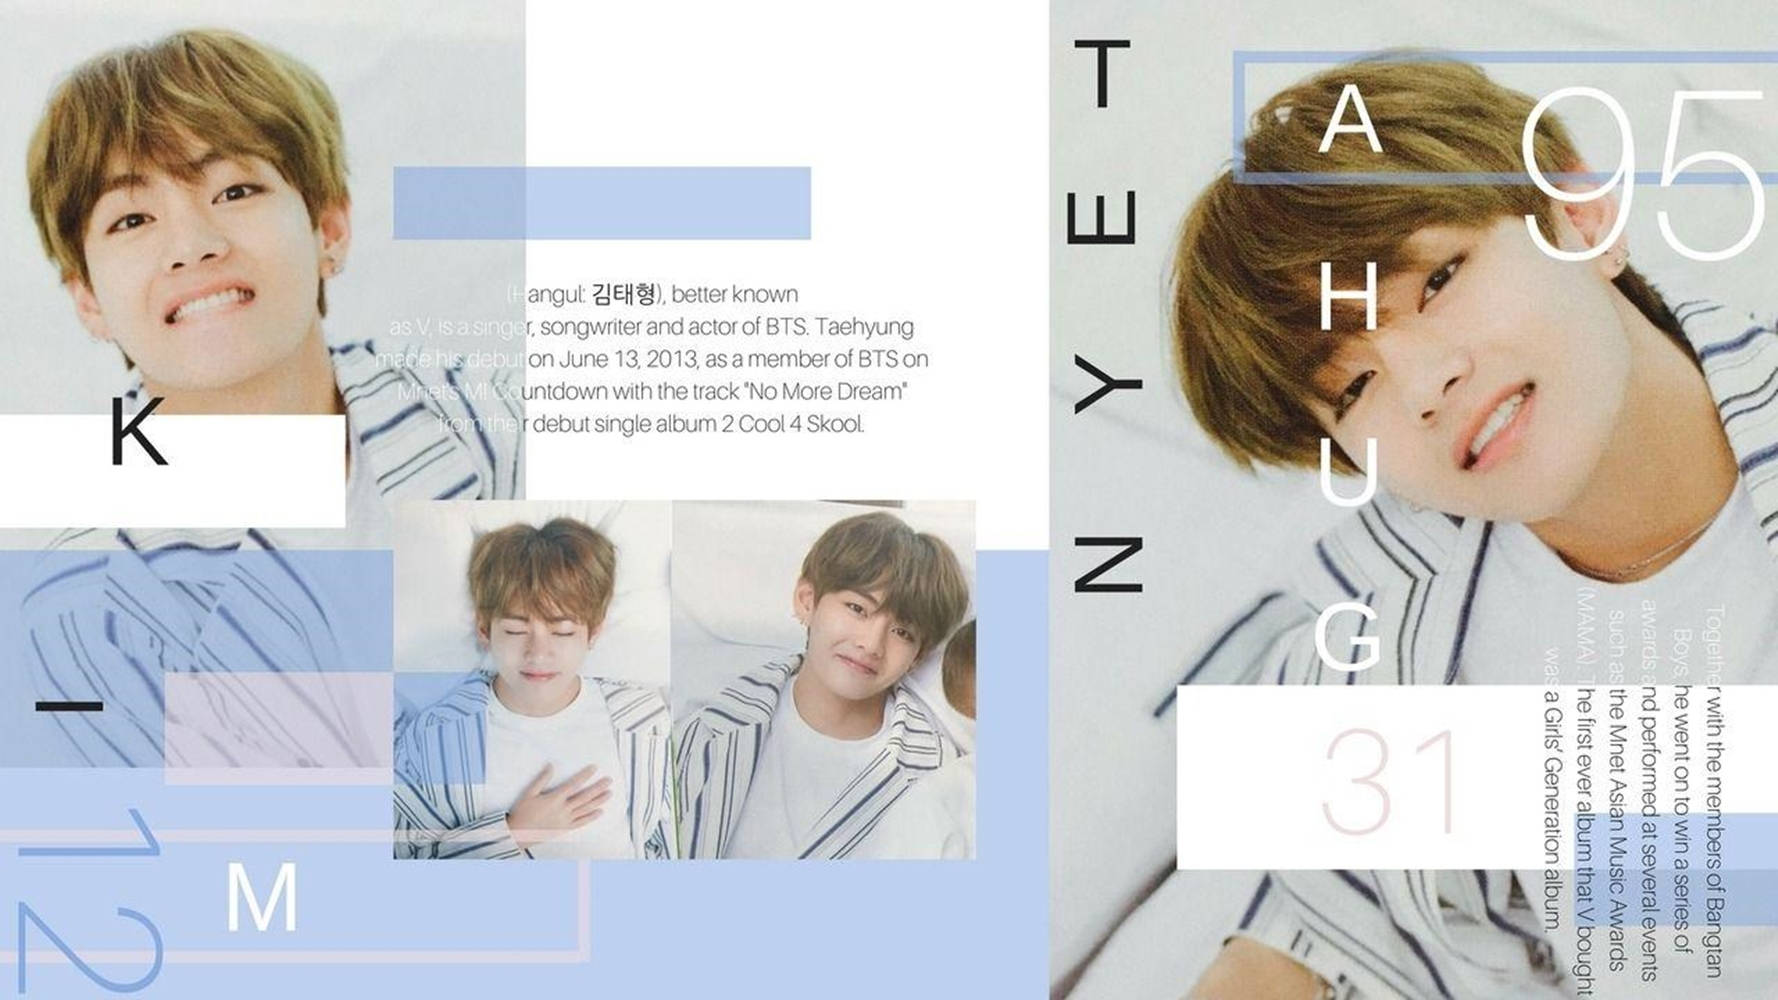 K
I
M
12
(Hangul: 김태형), better known
as V, is a singer, songwriter and actor of BTS. Taehyung
made his debut on June 13, 2013, as a member of BTS on
Mnet's M! Countdown with the track "No More Dream"
from their debut single album 2 Cool 4 Skool.
T
E
Y
N
A
H
U
G
95
31
Together with the members of Bangtan
Boys, he went on to win a series of
awards and performed at several events
such as the Mnet Asian Music Awards
(MAMA). The first ever album that V bought
was a Girls' Generation album.